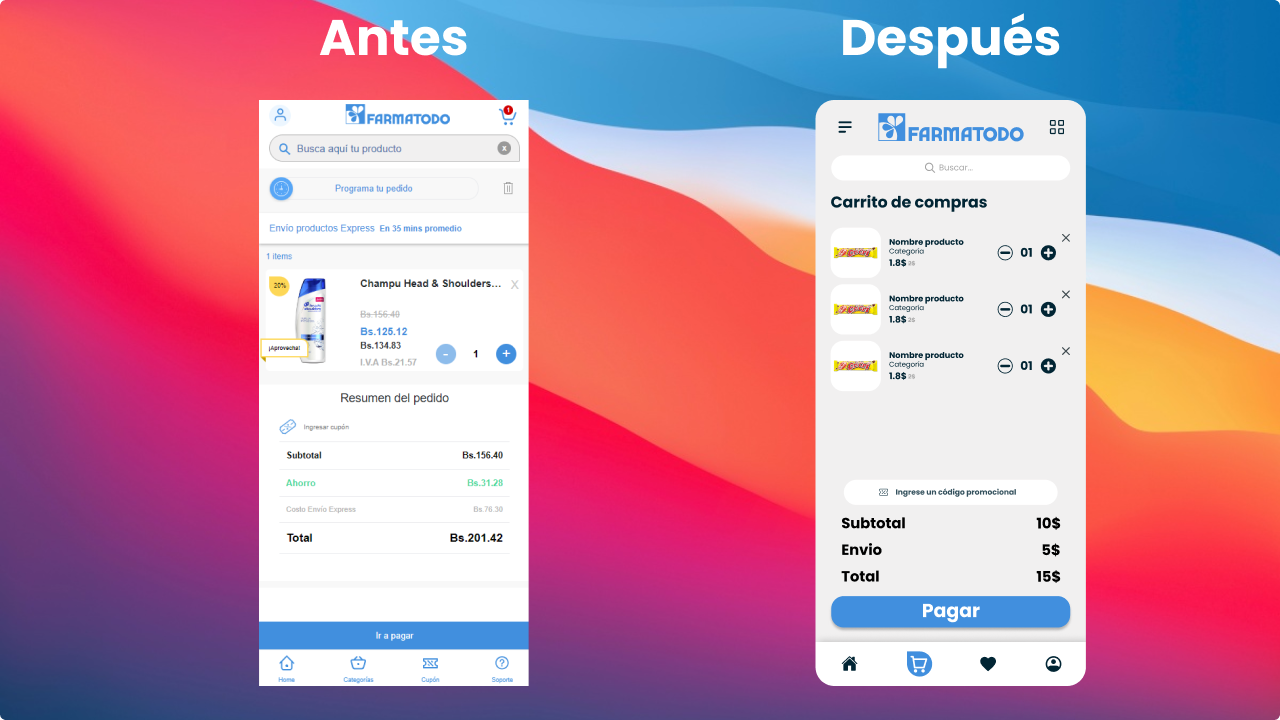 Antes
FARMATODO
1
Busca aquí tu producto
x
Programa tu pedido
Envío productos Express En 35 mins promedio
1 items
20%
Champu Head & Shoulders...
X
Bs.156.40
Bs.125.12
Bs.134.83
I.V.A Bs.21.57
- 1 +
¡Aprovecha!
Resumen del pedido
Ingresar cupón
Subtotal Bs.156.40
Ahorro Bs.31.28
Costo Envío Express Bs.76.30
Total Bs.201.42
Ir a pagar
Home Categorías Cupón Soporte
Después
FARMATODO
Buscar...
Carrito de compras
Nombre producto
Categoria
1.8$ 2$
01
Nombre producto
Categoria
1.8$ 2$
01
Nombre producto
Categoria
1.8$ 2$
01
Ingrese un código promocional
Subtotal 10$
Envio 5$
Total 15$
Pagar